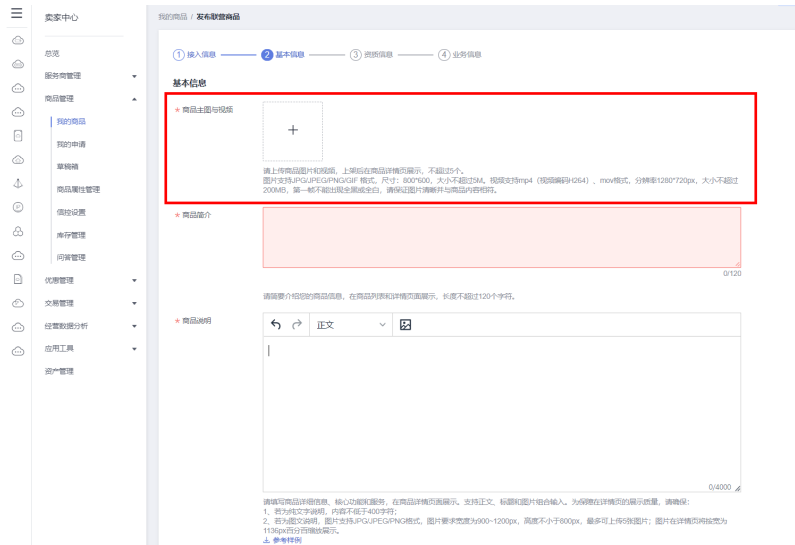 卖家中心
总览
服务商管理
商品管理
我的商品
我的申请
草稿箱
商品属性管理
信控设置
库存管理
问答管理
优惠管理
交易管理
经营数据分析
应用工具
资产管理
我的商品 / 发布联营商品
1 接入信息 2 基本信息 3 资质信息 4 业务信息
基本信息
* 商品主图与视频
+
请上传商品图片和视频，上架后在商品详情页展示，不超过5个。
图片支持JPG/JPEG/PNG/GIF 格式，尺寸：800*600，大小不超过5M。视频支持mp4（视频编码H264）、mov格式，分辨率1280*720px，大小不超过
200MB，第一帧不能出现全黑或全白，请保证图片清晰并与商品内容相符。
* 商品简介
0/120
请简要介绍您的商品信息，在商品列表和详情页面展示，长度不超过120个字符。
* 商品说明
正文
0/4000
请填写商品详细信息、核心功能和服务，在商品详情页面展示。支持正文、标题和图片组合输入。为保障在详情页的展示质量，请确保：
1、若为纯文字说明，内容不低于400字符；
2、若为图文说明，图片支持JPG/JPEG/PNG格式，图片要求宽度为900~1200px，高度不小于800px，最多可上传5张图片；图片在详情页将按宽为
1136px百分百缩放展示。
参考样例